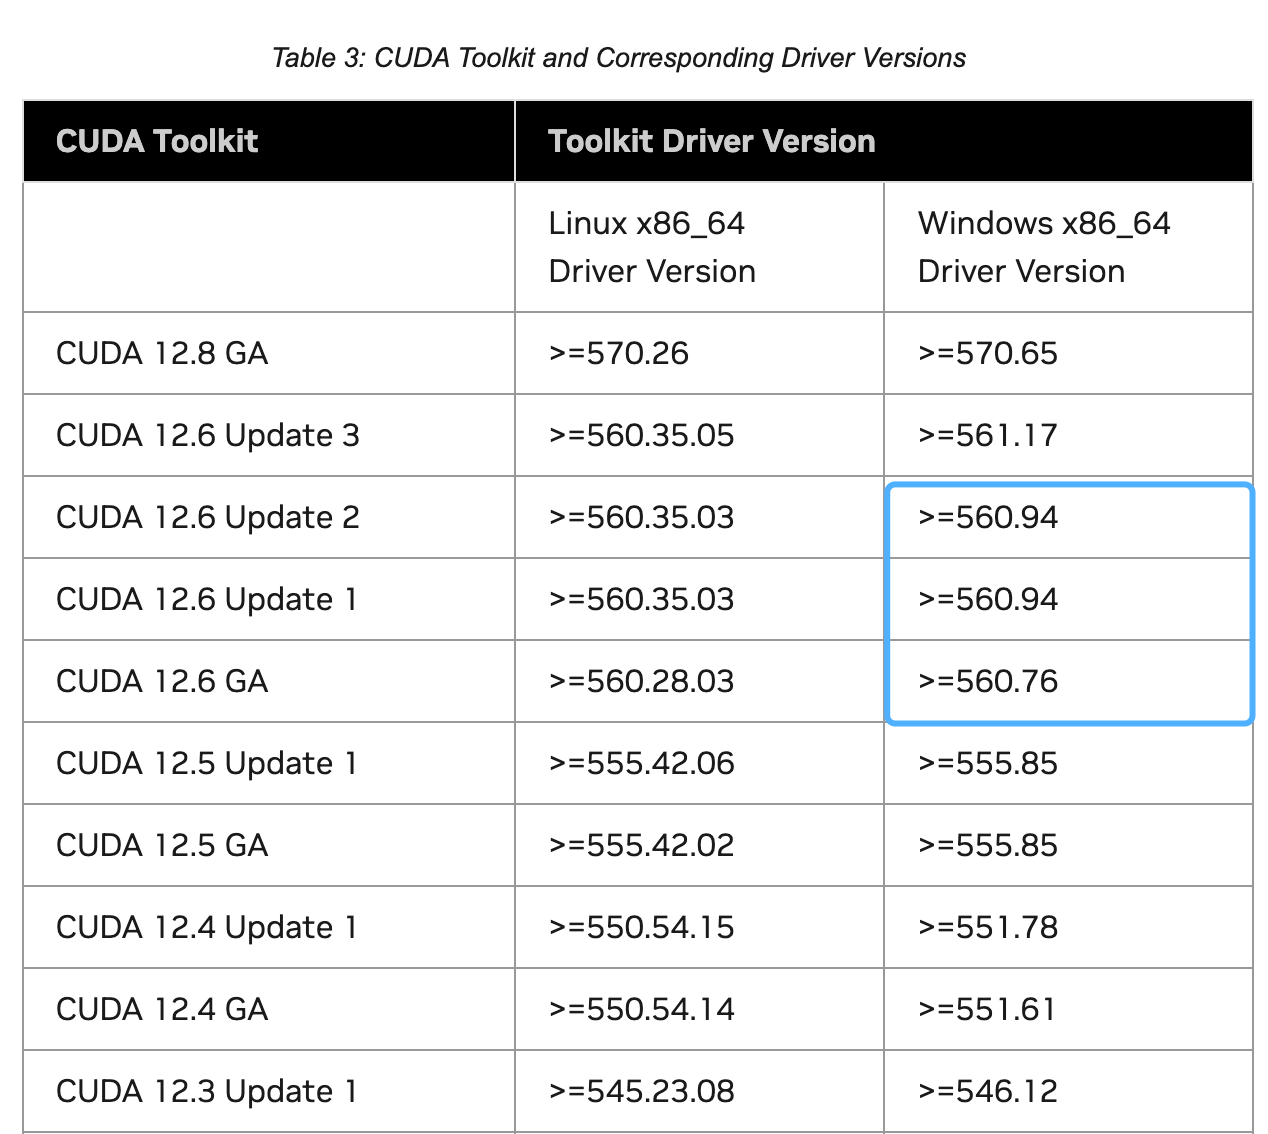 Table 3: CUDA Toolkit and Corresponding Driver Versions
CUDA Toolkit
Toolkit Driver Version
Linux x86_64
Driver Version
Windows x86_64
Driver Version
CUDA 12.8 GA
>=570.26
>=570.65
CUDA 12.6 Update 3
>=560.35.05
>=561.17
CUDA 12.6 Update 2
>=560.35.03
>=560.94
CUDA 12.6 Update 1
>=560.35.03
>=560.94
CUDA 12.6 GA
>=560.28.03
>=560.76
CUDA 12.5 Update 1
>=555.42.06
>=555.85
CUDA 12.5 GA
>=555.42.02
>=555.85
CUDA 12.4 Update 1
>=550.54.15
>=551.78
CUDA 12.4 GA
>=550.54.14
>=551.61
CUDA 12.3 Update 1
>=545.23.08
>=546.12